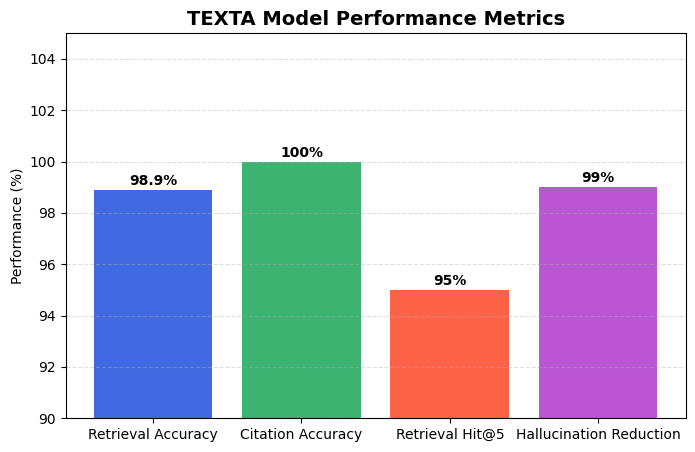 TEXTA Model Performance Metrics
Performance (%)
104
102
100
98
96
94
92
90
98.9%
100%
95%
99%
Retrieval Accuracy
Citation Accuracy
Retrieval Hit@5
Hallucination Reduction